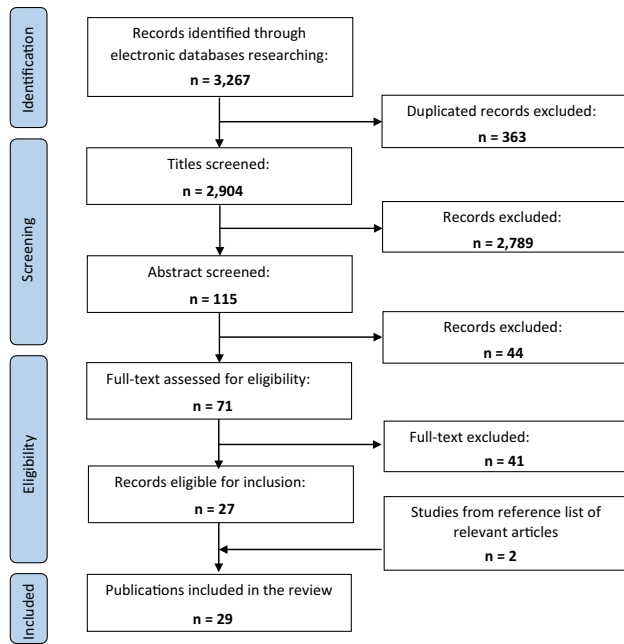 Identification
Records identified through
electronic databases researching:
n = 3,267
Duplicated records excluded:
n = 363
Screening
Titles screened:
n = 2,904
Records excluded:
n = 2,789
Abstract screened:
n = 115
Records excluded:
n = 44
Eligibility
Full-text assessed for eligibility:
n = 71
Full-text excluded:
n = 41
Records eligible for inclusion:
n = 27
Studies from reference list of
relevant articles
n = 2
Included
Publications included in the review
n = 29